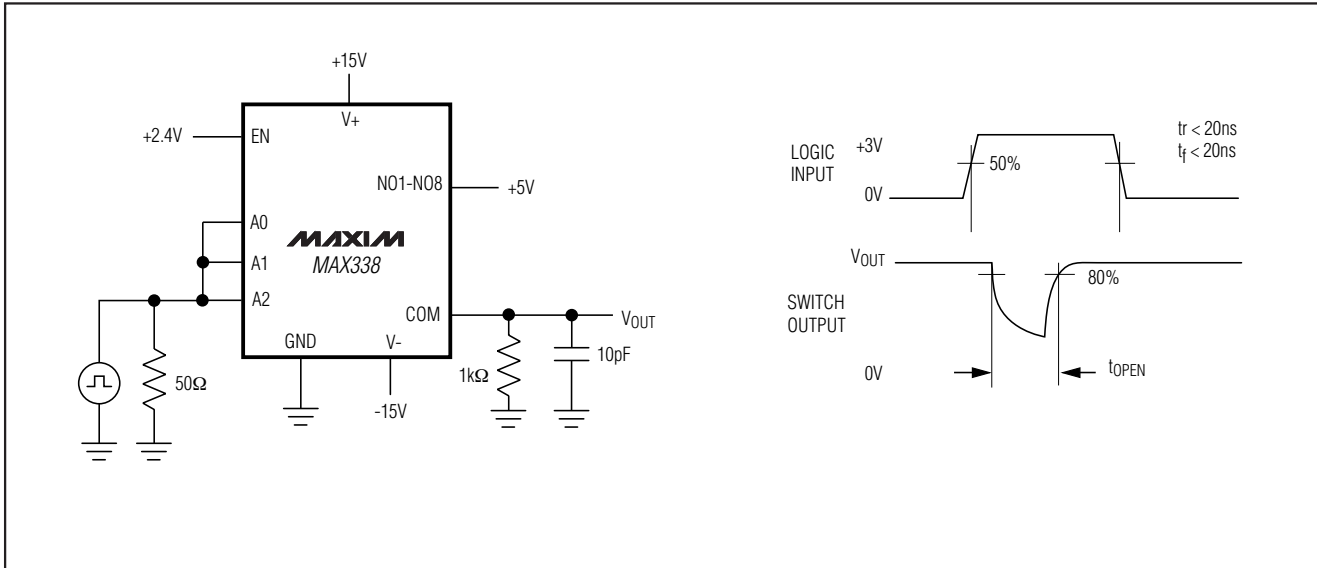 +15V
V+
+2.4V
EN
NO1-NO8
+5V
A0
MAXIM
MAX338
A1
A2
COM
VOUT
GND
V-
10pF
50Ω
1kΩ
-15V
LOGIC
INPUT
+3V
50%
0V
tr < 20ns
tf < 20ns
VOUT
80%
SWITCH
OUTPUT
0V
tOPEN